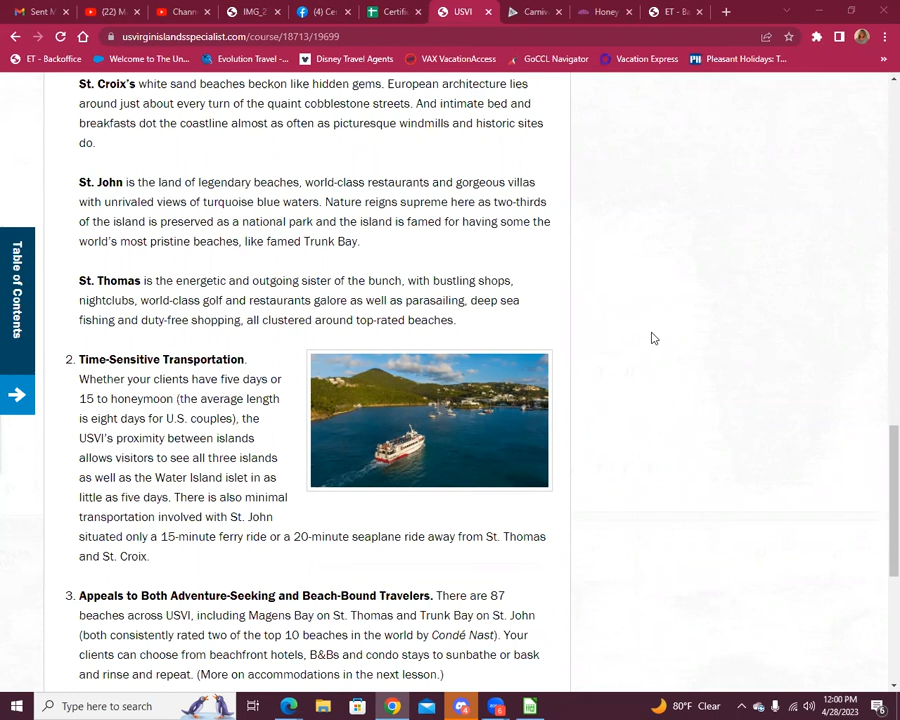 Sent M
(22) M
Chann
IMG_2
(4) Ce
Certifi
USVI
Carniv
Honey
ET - Ba
usvirginislandsspecialist.com/course/18713/19699
ET - Backoffice
Welcome to The Un...
Evolution Travel -...
Disney Travel Agents
VAX VacationAccess
GoCCL Navigator
Vacation Express
Pleasant Holidays: T...
St. Croix's white sand beaches beckon like hidden gems. European architecture lies
around just about every turn of the quaint cobblestone streets. And intimate bed and
breakfasts dot the coastline almost as often as picturesque windmills and historic sites
do.
St. John is the land of legendary beaches, world-class restaurants and gorgeous villas
with unrivaled views of turquoise blue waters. Nature reigns supreme here as two-thirds
of the island is preserved as a national park and the island is famed for having some the
world's most pristine beaches, like famed Trunk Bay.
Table of Contents
St. Thomas is the energetic and outgoing sister of the bunch, with bustling shops,
nightclubs, world-class golf and restaurants galore as well as parasailing, deep sea
fishing and duty-free shopping, all clustered around top-rated beaches.
2. Time-Sensitive Transportation.
Whether your clients have five days or
15 to honeymoon (the average length
is eight days for U.S. couples), the
USVI's proximity between islands
allows visitors to see all three islands
as well as the Water Island islet in as
little as five days. There is also minimal
transportation involved with St. John
situated only a 15-minute ferry ride or a 20-minute seaplane ride away from St. Thomas
and St. Croix.
3. Appeals to Both Adventure-Seeking and Beach-Bound Travelers. There are 87
beaches across USVI, including Magens Bay on St. Thomas and Trunk Bay on St. John
(both consistently rated two of the top 10 beaches in the world by Condé Nast). Your
clients can choose from beachfront hotels, B&Bs and condo stays to sunbathe or bask
and rinse and repeat. (More on accommodations in the next lesson.)
Type here to search
80°F Clear
12:00 PM
4/28/2023